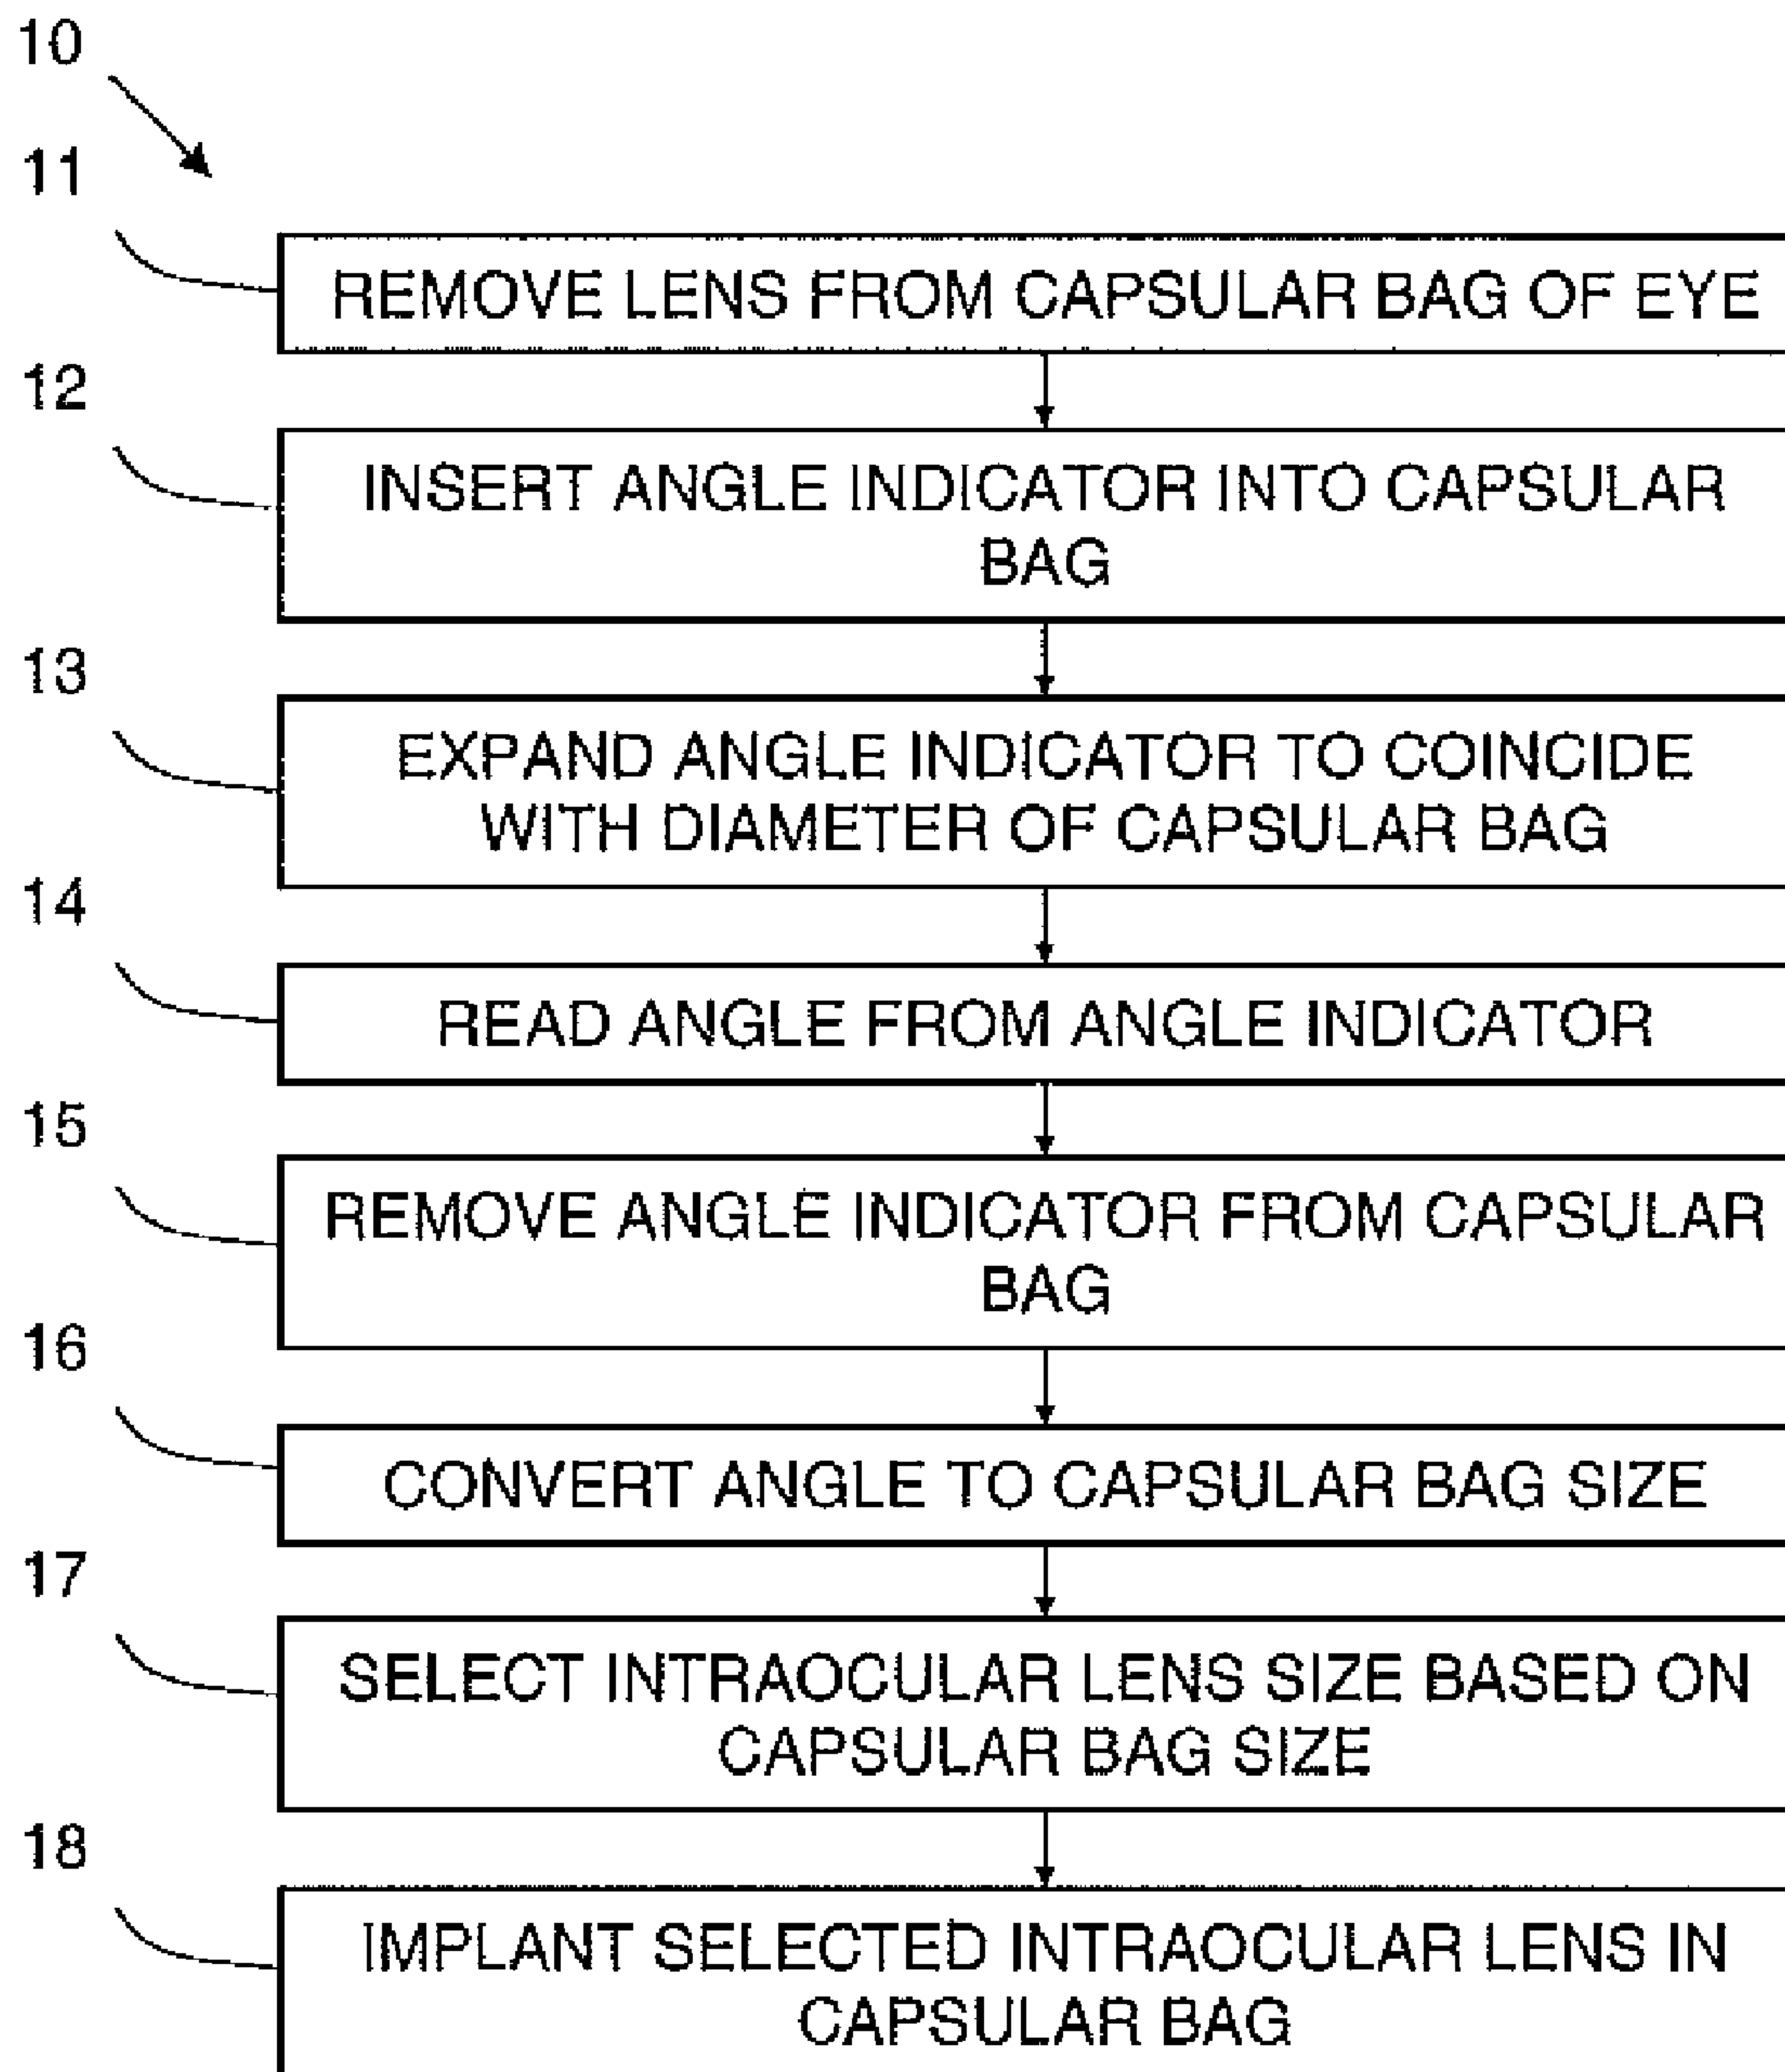 10
11
REMOVE LENS FROM CAPSULAR BAG OF EYE
12
INSERT ANGLE INDICATOR INTO CAPSULAR
BAG
13
EXPAND ANGLE INDICATOR TO COINCIDE
WITH DIAMETER OF CAPSULAR BAG
14
READ ANGLE FROM ANGLE INDICATOR
15
REMOVE ANGLE INDICATOR FROM CAPSULAR
BAG
16
CONVERT ANGLE TO CAPSULAR BAG SIZE
17
SELECT INTRAOCULAR LENS SIZE BASED ON
CAPSULAR BAG SIZE
18
IMPLANT SELECTED INTRAOCULAR LENS IN
CAPSULAR BAG